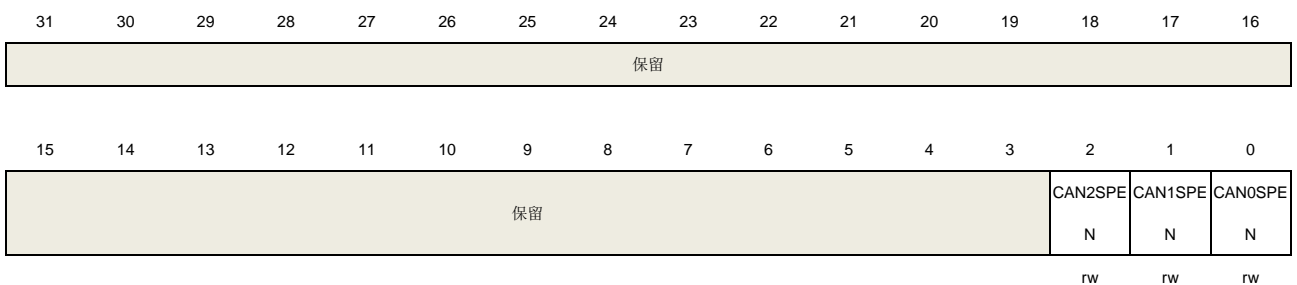 31 30 29 28 27 26 25 24 23 22 21 20 19 18 17 16
保留
15 14 13 12 11 10 9 8 7 6 5 4 3 2 1 0
保留
CAN2SPE CAN1SPE CAN0SPE
N N N
rw rw rw